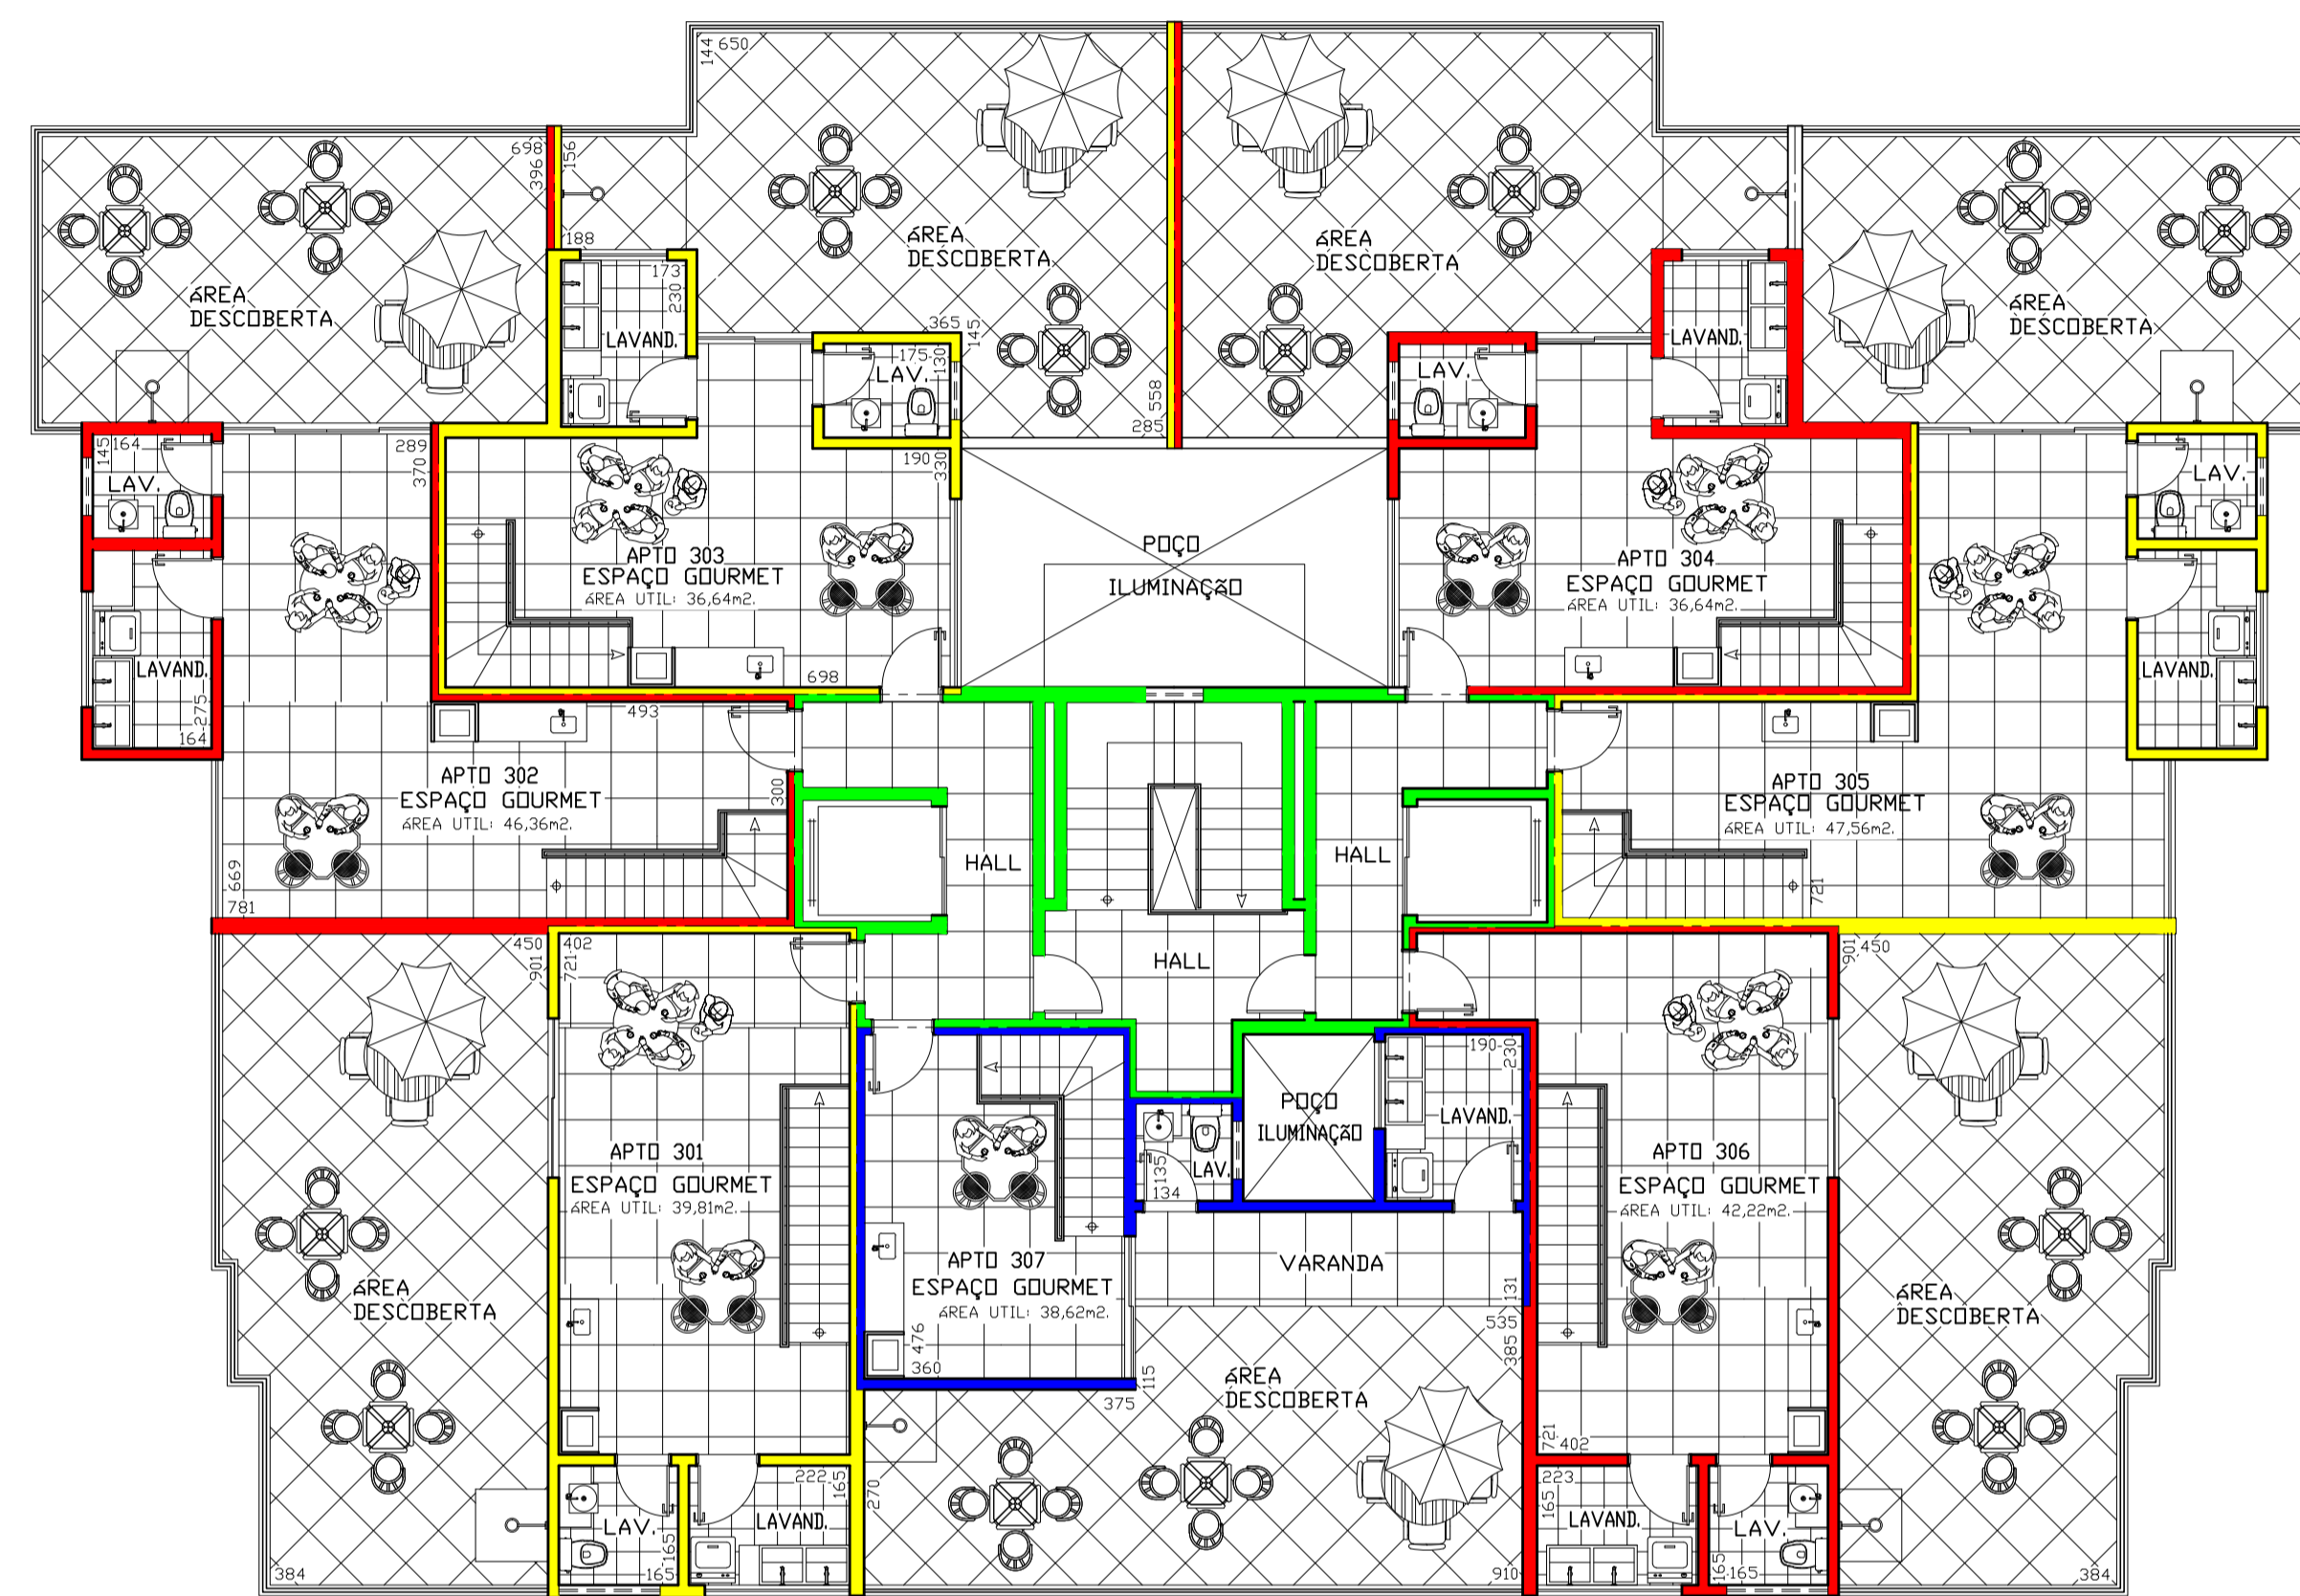 144
650
698
396
156
188
173
230
LAVAND.
ÁREA
DESCOBERTA
ÁREA
DESCOBERTA
365
145
175
130
LAV.
558
285
ÁREA
DESCOBERTA
LAV.
LAVAND.
ÁREA
DESCOBERTA
145
164
LAV.
289
370
190
330
APTO 303
ESPAÇO GOURMET
ÁREA UTIL: 36,64m2.
698
POÇO
ILUMINAÇÃO
APTO 304
ESPAÇO GOURMET
ÁREA UTIL: 36,64m2.
LAV.
LAVAND.
275
164
493
LAVAND.
APTO 302
ESPAÇO GOURMET
ÁREA UTIL: 46,36m2.
300
669
781
HALL
HALL
HALL
APTO 305
ESPAÇO GOURMET
ÁREA UTIL: 47,56m2.
721
450
901
402
721
901
450
APTO 301
ESPAÇO GOURMET
ÁREA UTIL: 39,81m2.
ÁREA
DESCOBERTA
384
LAV.
165
165
222
165
LAVAND.
APTO 307
ESPAÇO GOURMET
ÁREA UTIL: 38,62m2.
476
360
135
134
LAV.
POÇO
ILUMINAÇÃO
190
230
LAVAND.
VARANDA
131
535
385
115
375
270
ÁREA
DESCOBERTA
910
APTO 306
ESPAÇO GOURMET
ÁREA UTIL: 42,22m2.
721
402
223
165
LAVAND.
LAV.
165
165
ÁREA
DESCOBERTA
384